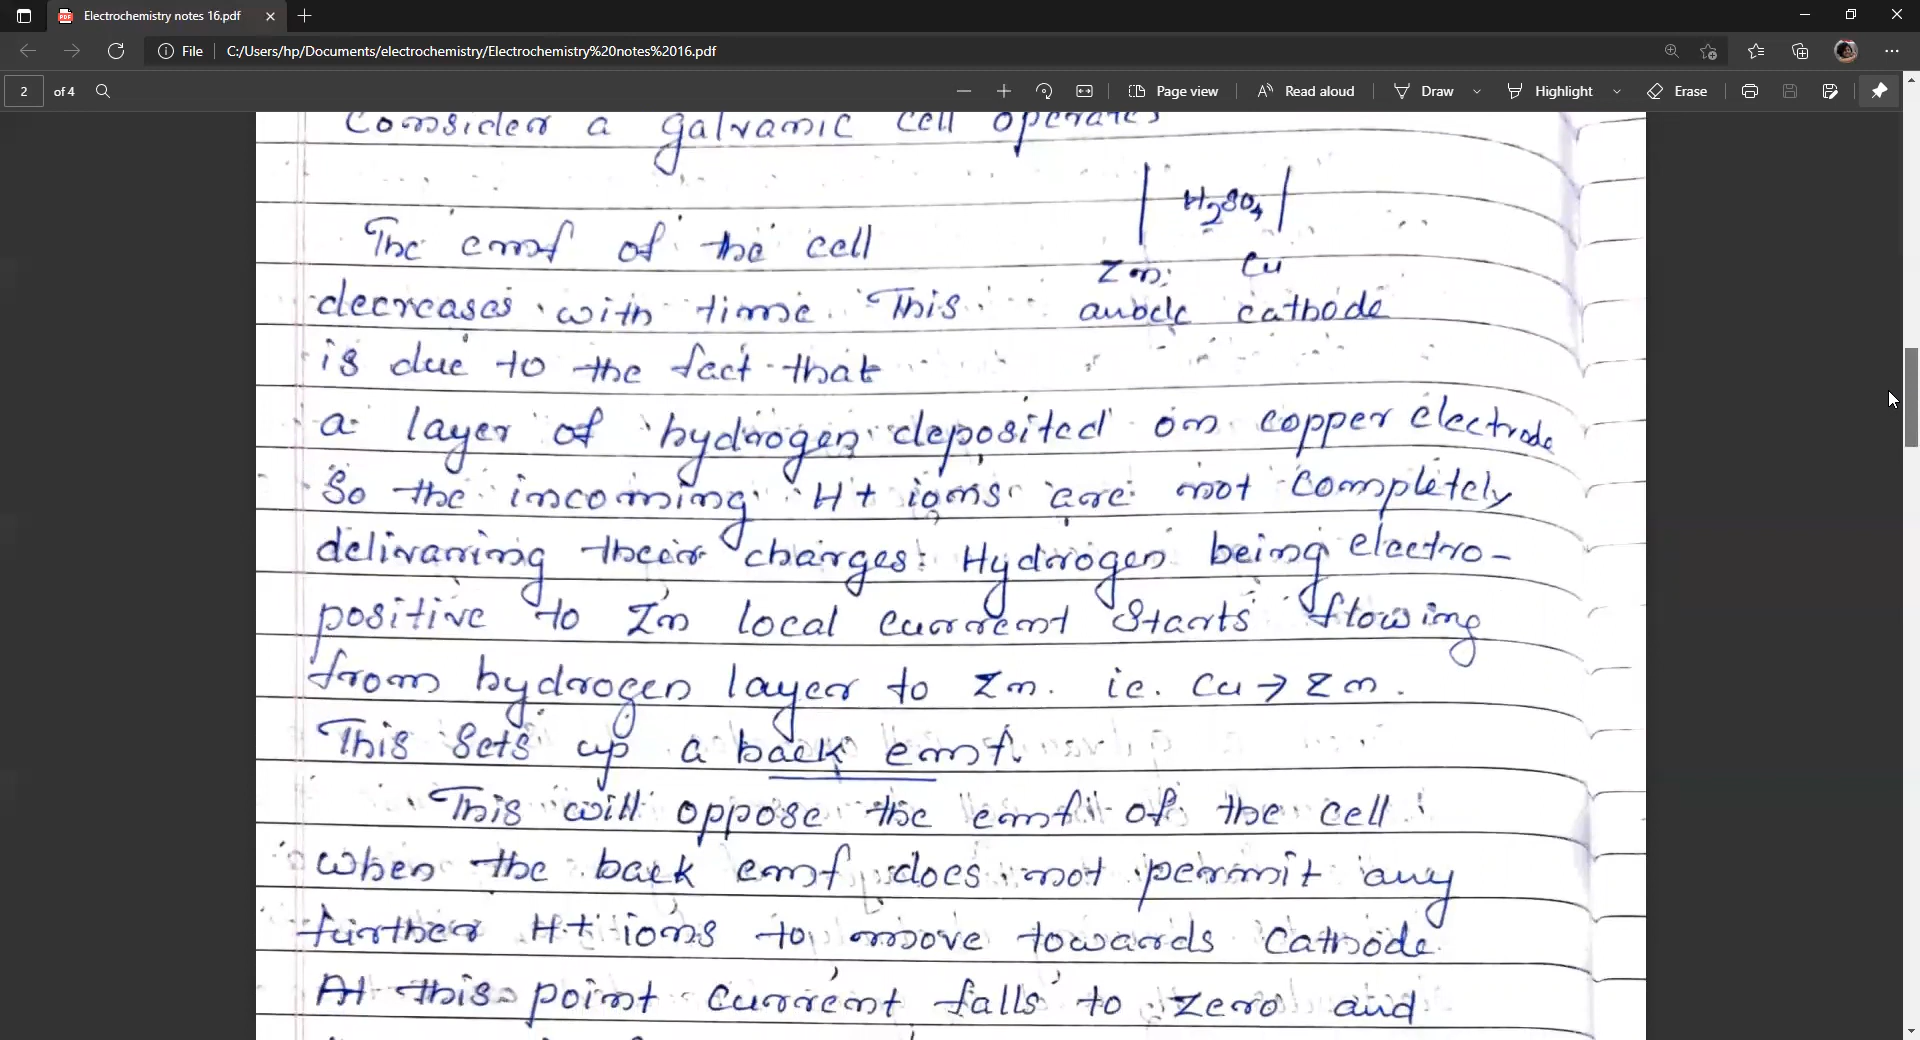 Electrochemistry notes 16.pdf
File C:/Users/hp/Documents/electrochemistry/Electrochemistry%20notes%2016.pdf
2 of 4 Page view Read aloud Draw Highlight Erase
Consider a galvanic cell operates
H2SO4
The emf of the cell
Zn Cu
decreases with time. This
anode cathode
is due to the fact that
a layer of hydrogen deposited on copper electrode
So the incoming H+ ions are not completely
delivaring their charges. Hydrogen being electro-
positive to Zn local current starts flowing
from hydrogen layer to Zn. ie. Cu → Zn.
This sets up a back emf.
This will oppose the emf of the cell.
When the back emf does not permit any
further H+ ions to move towards Cathode
At this point current falls to zero and